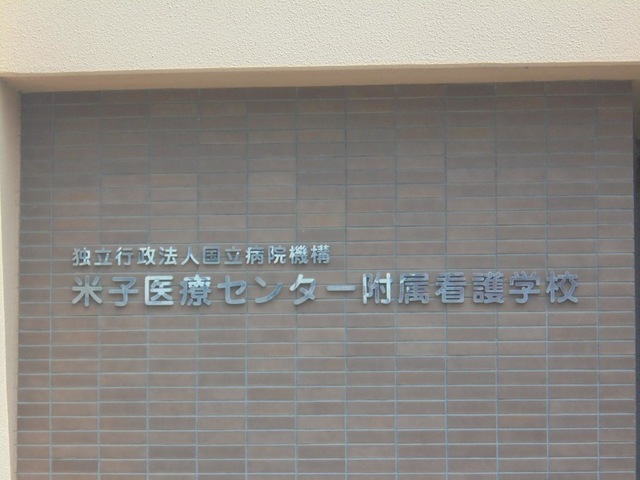 独立行政法人国立病院機構
米子医療センター附属看護学校